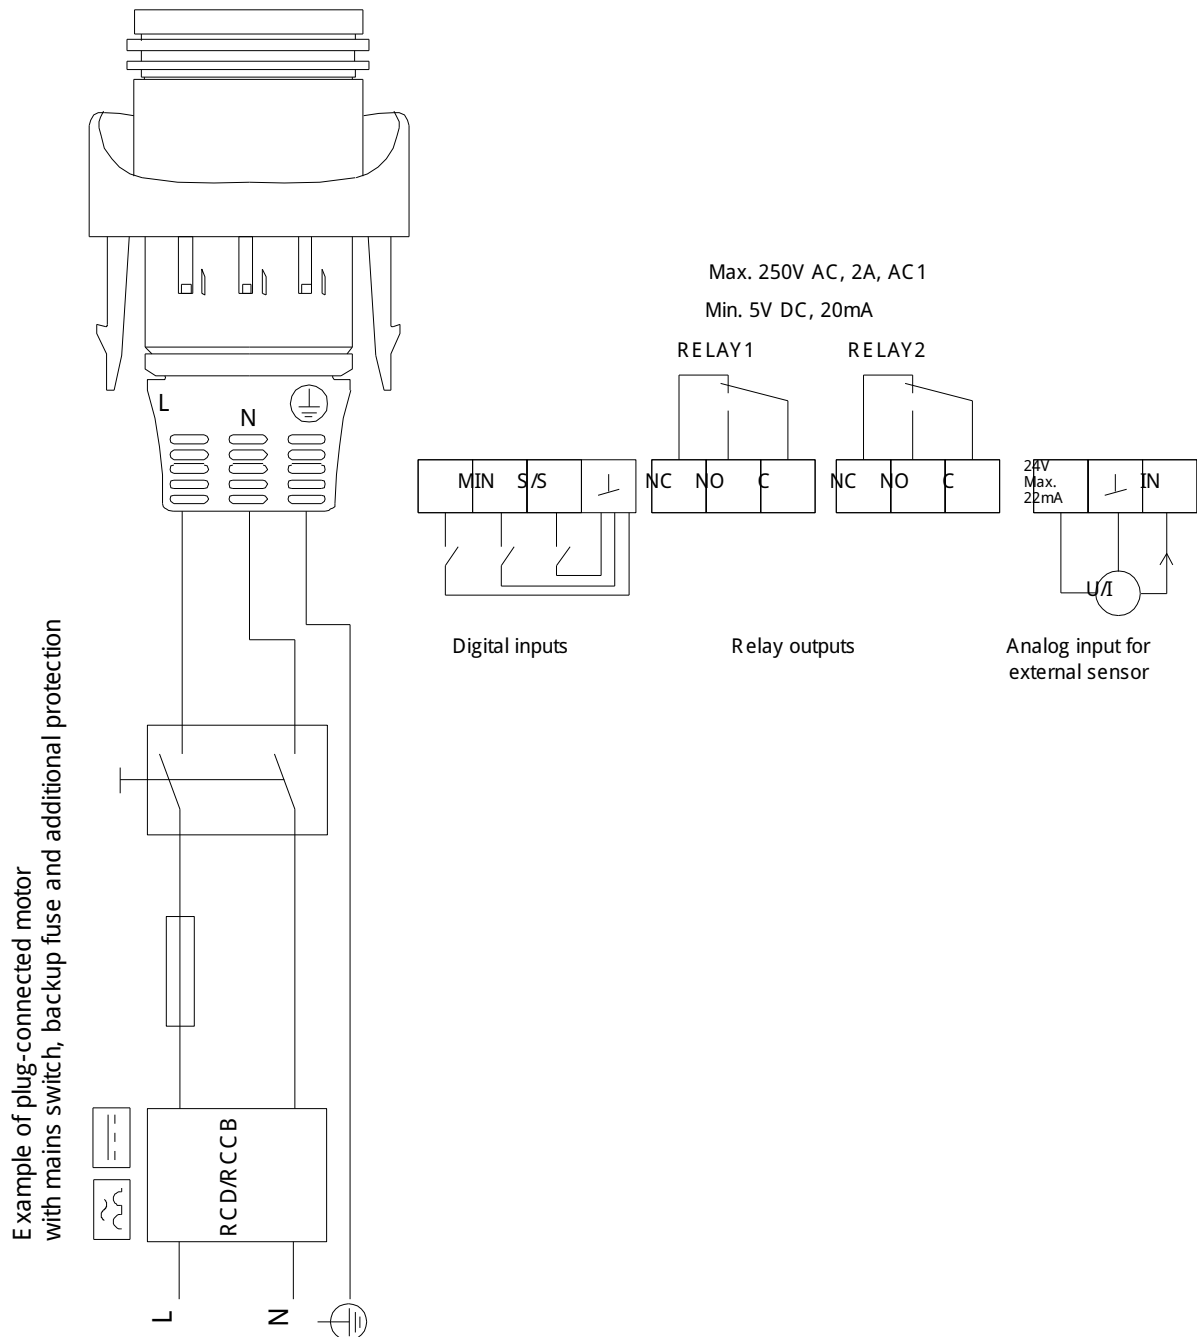 Max. 250V AC, 2A, AC1
Min. 5V DC, 20mA
RELAY1
RELAY2
L
N
MIN
S/S
NC
NO
C
NC
NO
C
24V
Max.
22mA
IN
U/I
Digital inputs
Relay outputs
Analog input for
external sensor
Example of plug-connected motor
with mains switch, backup fuse and additional protection
RCD/RCCB
L
N